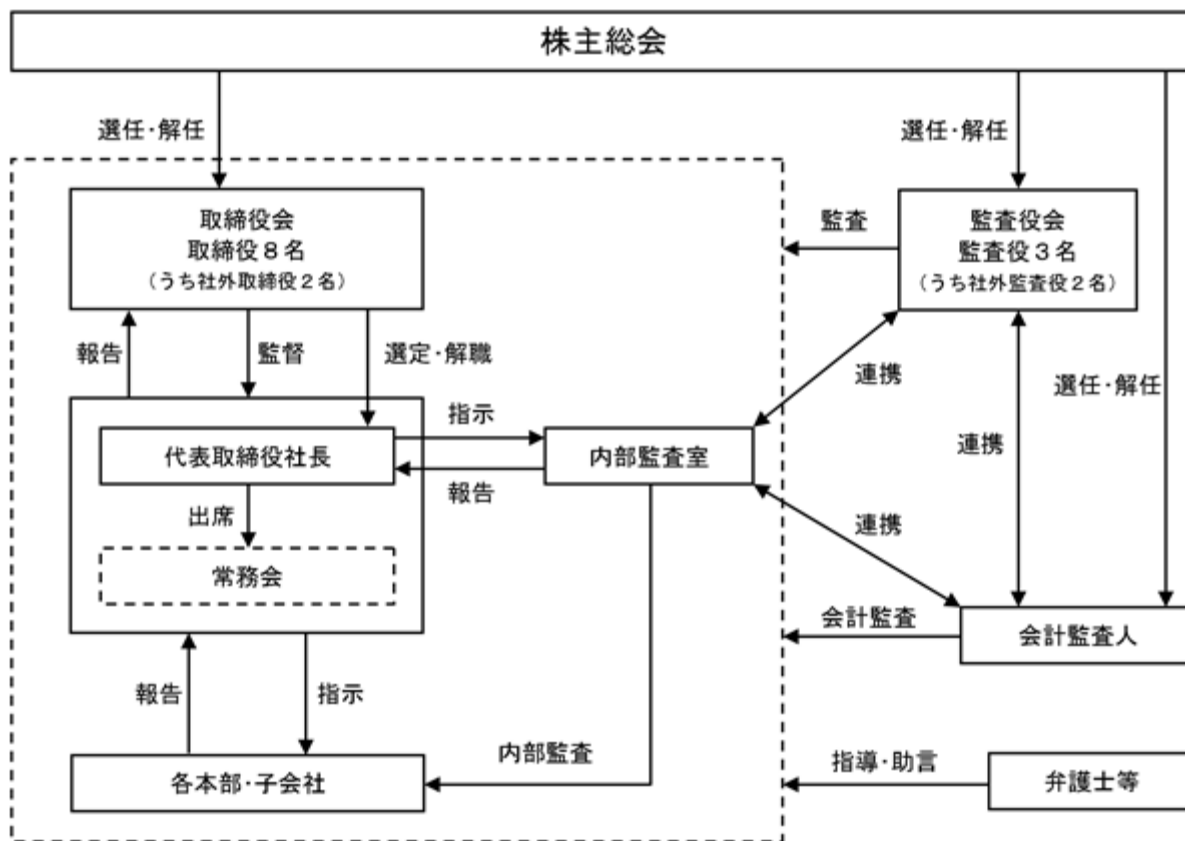 株主総会
選任・解任
選任・解任
取締役会
取締役８名
（うち社外取締役２名）
監査
監査役会
監査役３名
（うち社外監査役２名）
報告
監督
選定・解職
連携
選任・解任
指示
代表取締役社長
内部監査室
報告
連携
出席
連携
常務会
会計監査
会計監査人
報告
指示
内部監査
指導・助言
各本部・子会社
弁護士等